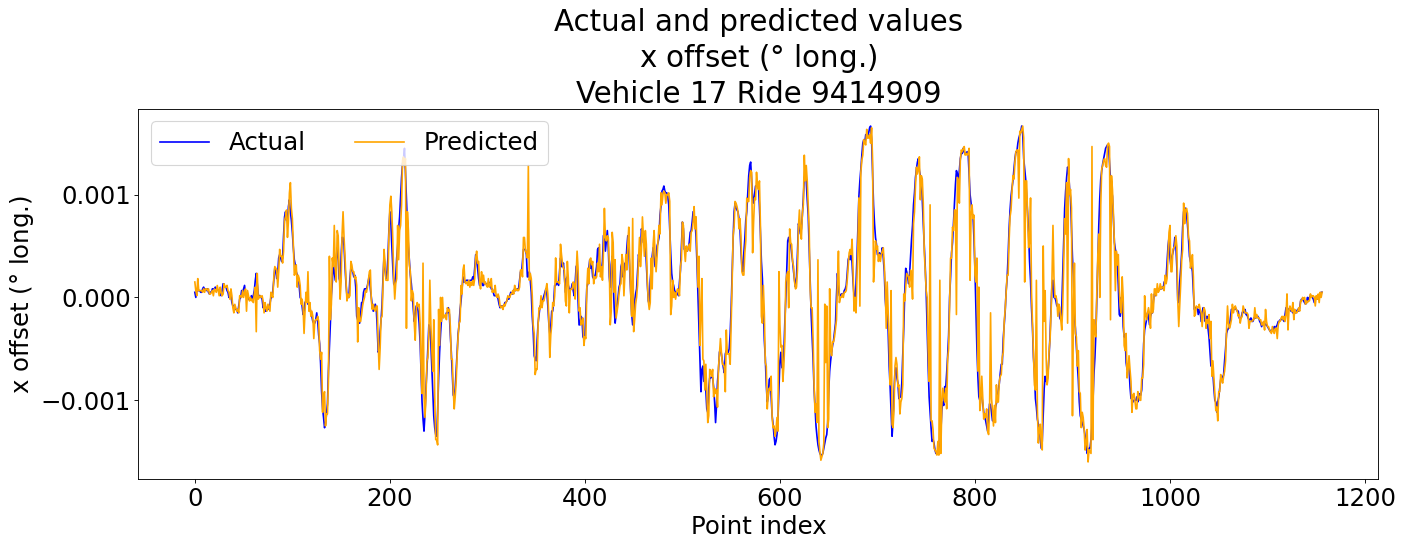 Actual and predicted values
x offset (° long.)
Vehicle 17 Ride 9414909
Actual
Predicted
x offset (° long.)
0.001
0.000
−0.001
0
200
400
600
800
1000
1200
Point index